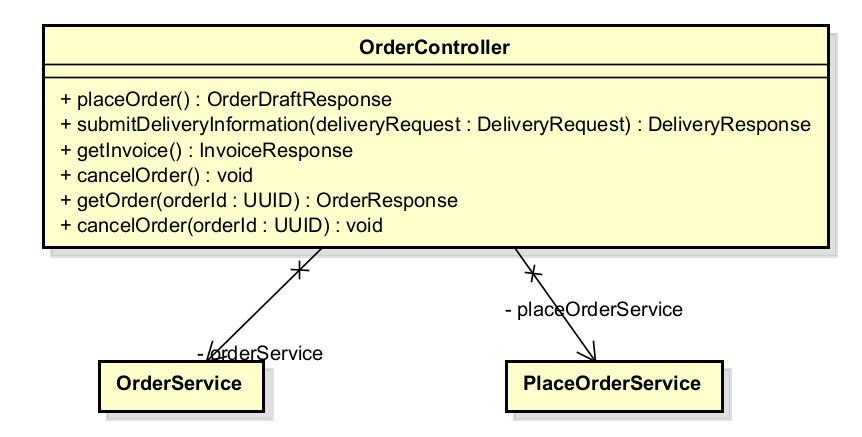 OrderController
+ placeOrder() : OrderDraftResponse
+ submitDeliveryInformation(deliveryRequest : DeliveryRequest) : DeliveryResponse
+ getInvoice() : InvoiceResponse
+ cancelOrder() : void
+ getOrder(orderId : UUID) : OrderResponse
+ cancelOrder(orderId : UUID) : void
- placeOrderService
- orderService
OrderService
PlaceOrderService